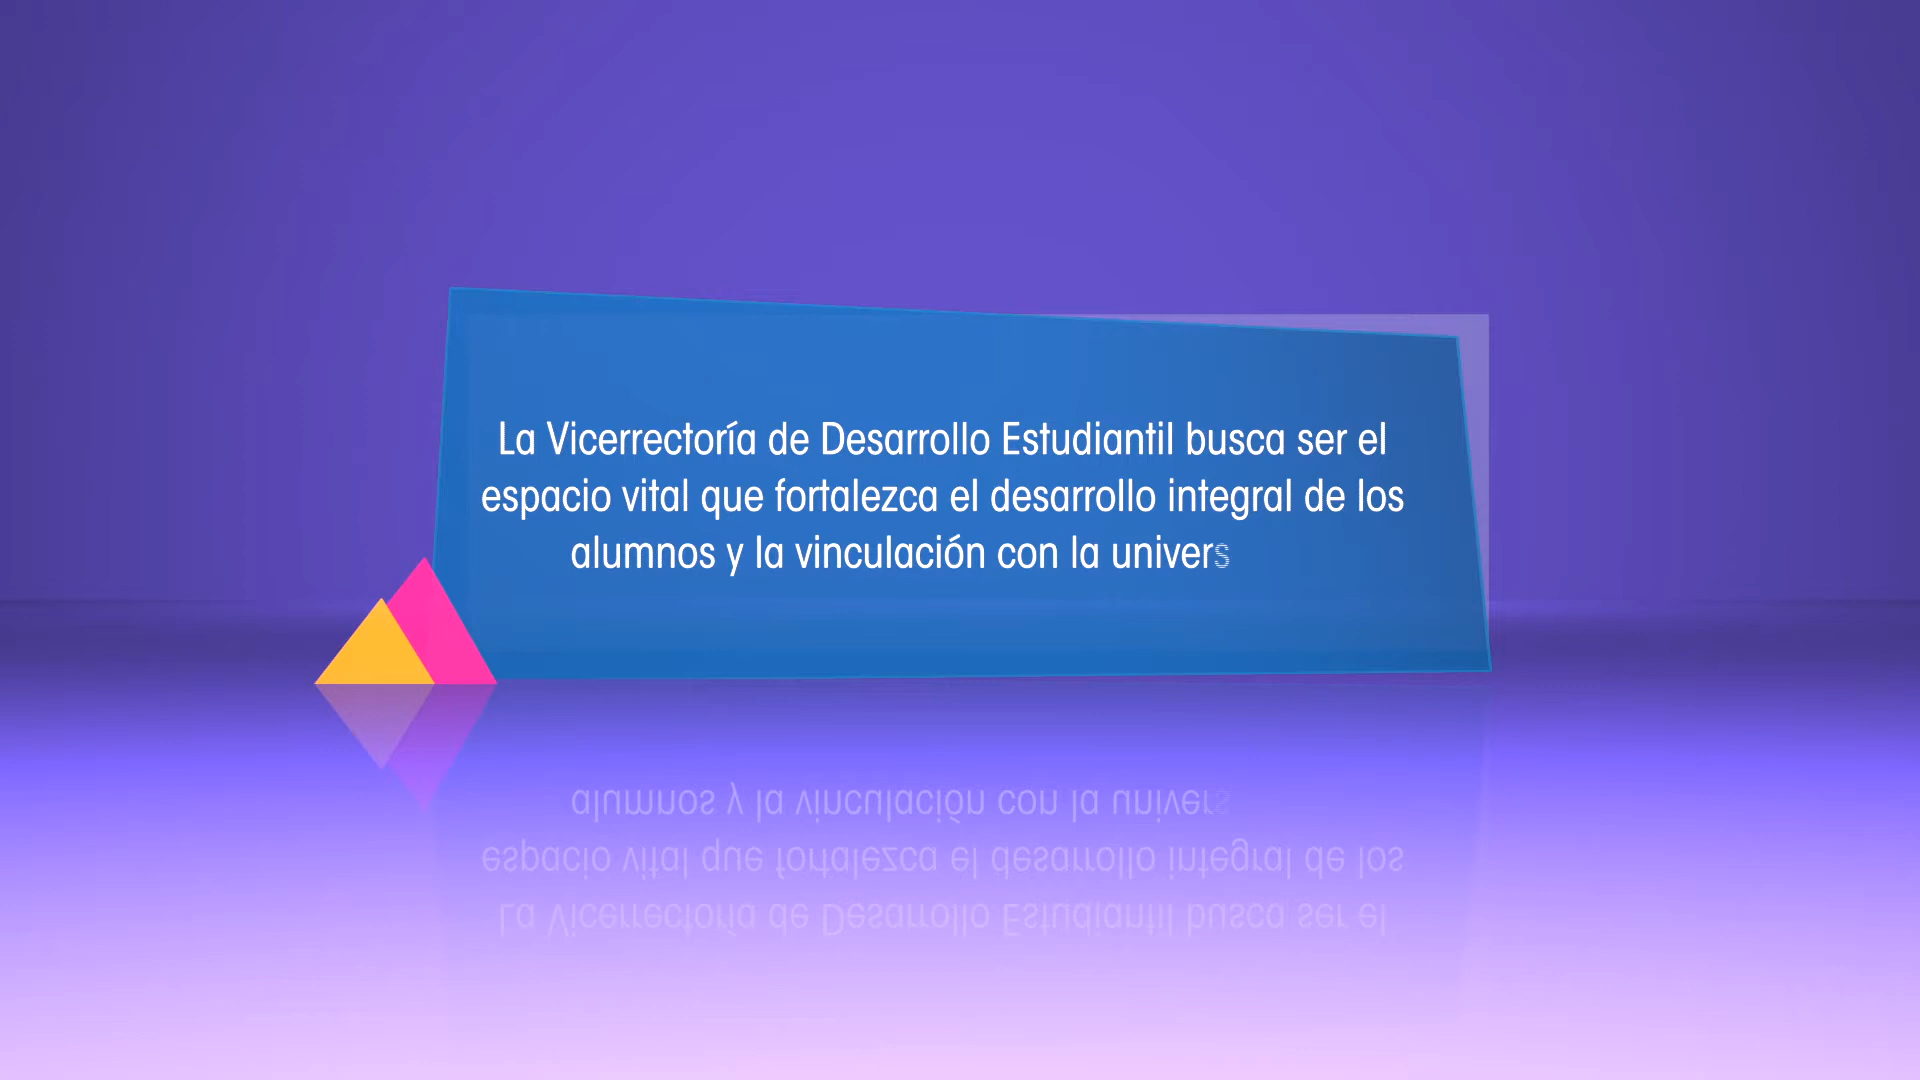 La Vicerrectoría de Desarrollo Estudiantil busca ser el
espacio vital que fortalezca el desarrollo integral de los
alumnos y la vinculación con la univers